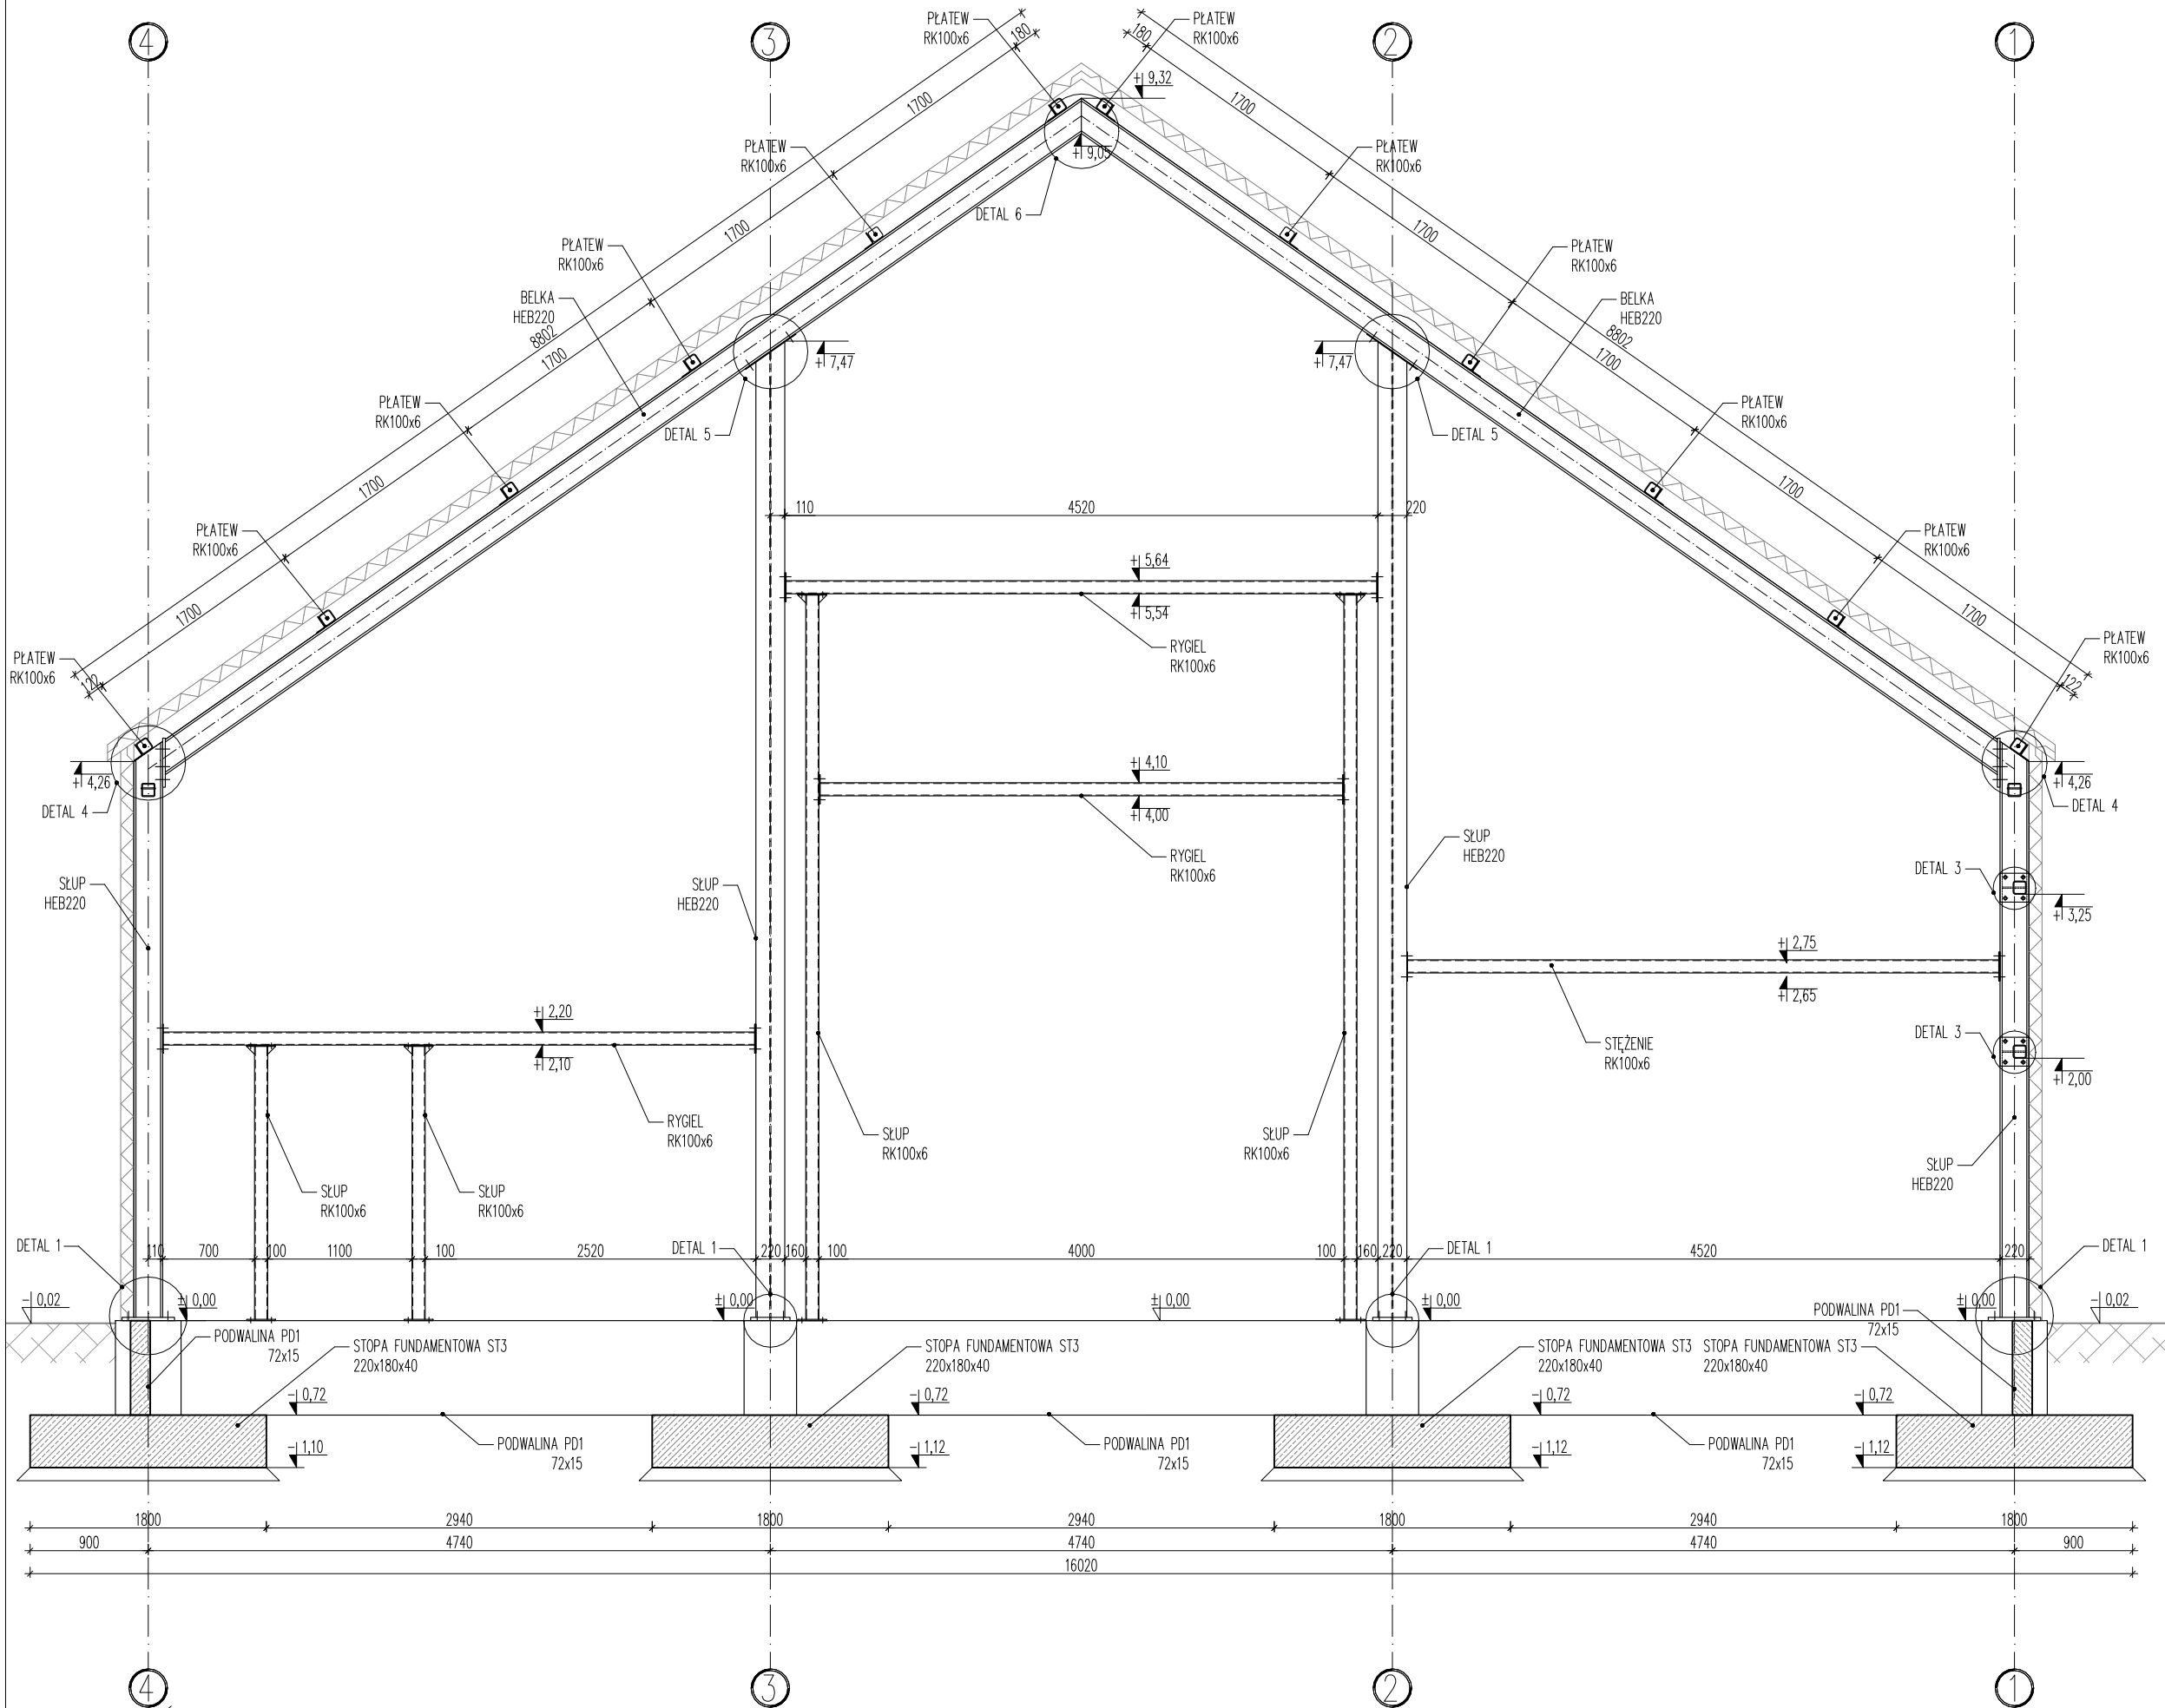 4
3
2
1
PŁATEW
RK100x6
PŁATEW
RK100x6
180
180
+ 9,32
1700
1700
PŁATEW
RK100x6
PŁATEW
RK100x6
+ 9,05
DETAL 6
1700
1700
PŁATEW
RK100x6
PŁATEW
RK100x6
BELKA
HEB220
BELKA
HEB220
8802
8802
1700
1700
+ 7,47
+ 7,47
PŁATEW
RK100x6
PŁATEW
RK100x6
DETAL 5
DETAL 5
1700
1700
110
4520
220
PŁATEW
RK100x6
PŁATEW
RK100x6
+ 5,64
+ 5,54
1700
1700
RYGIEL
RK100x6
PŁATEW
RK100x6
PŁATEW
RK100x6
122
122
+ 4,26
+ 4,10
+ 4,26
DETAL 4
+ 4,00
DETAL 4
SŁUP
HEB220
RYGIEL
RK100x6
DETAL 3
SŁUP
HEB220
SŁUP
HEB220
+ 3,25
+ 2,75
+ 2,65
+ 2,20
+ 2,10
STĘŻENIE
RK100x6
DETAL 3
+ 2,00
RYGIEL
RK100x6
SŁUP
RK100x6
SŁUP
RK100x6
SŁUP
HEB220
SŁUP
RK100x6
SŁUP
RK100x6
DETAL 1
110
700
100
1100
100
2520
DETAL 1
220
160
100
4000
100
160
220
DETAL 1
4520
220
DETAL 1
- 0,02
± 0,00
± 0,00
± 0,00
± 0,00
± 0,00
- 0,02
PODWALINA PD1
72x15
STOPA FUNDAMENTOWA ST3
220x180x40
STOPA FUNDAMENTOWA ST3
220x180x40
STOPA FUNDAMENTOWA ST3
220x180x40
STOPA FUNDAMENTOWA ST3
220x180x40
PODWALINA PD1
72x15
- 0,72
- 0,72
- 0,72
- 0,72
- 1,10
PODWALINA PD1
72x15
- 1,12
PODWALINA PD1
72x15
- 1,12
PODWALINA PD1
72x15
- 1,12
1800
2940
1800
2940
1800
2940
1800
900
4740
4740
4740
900
16020
4
3
2
1